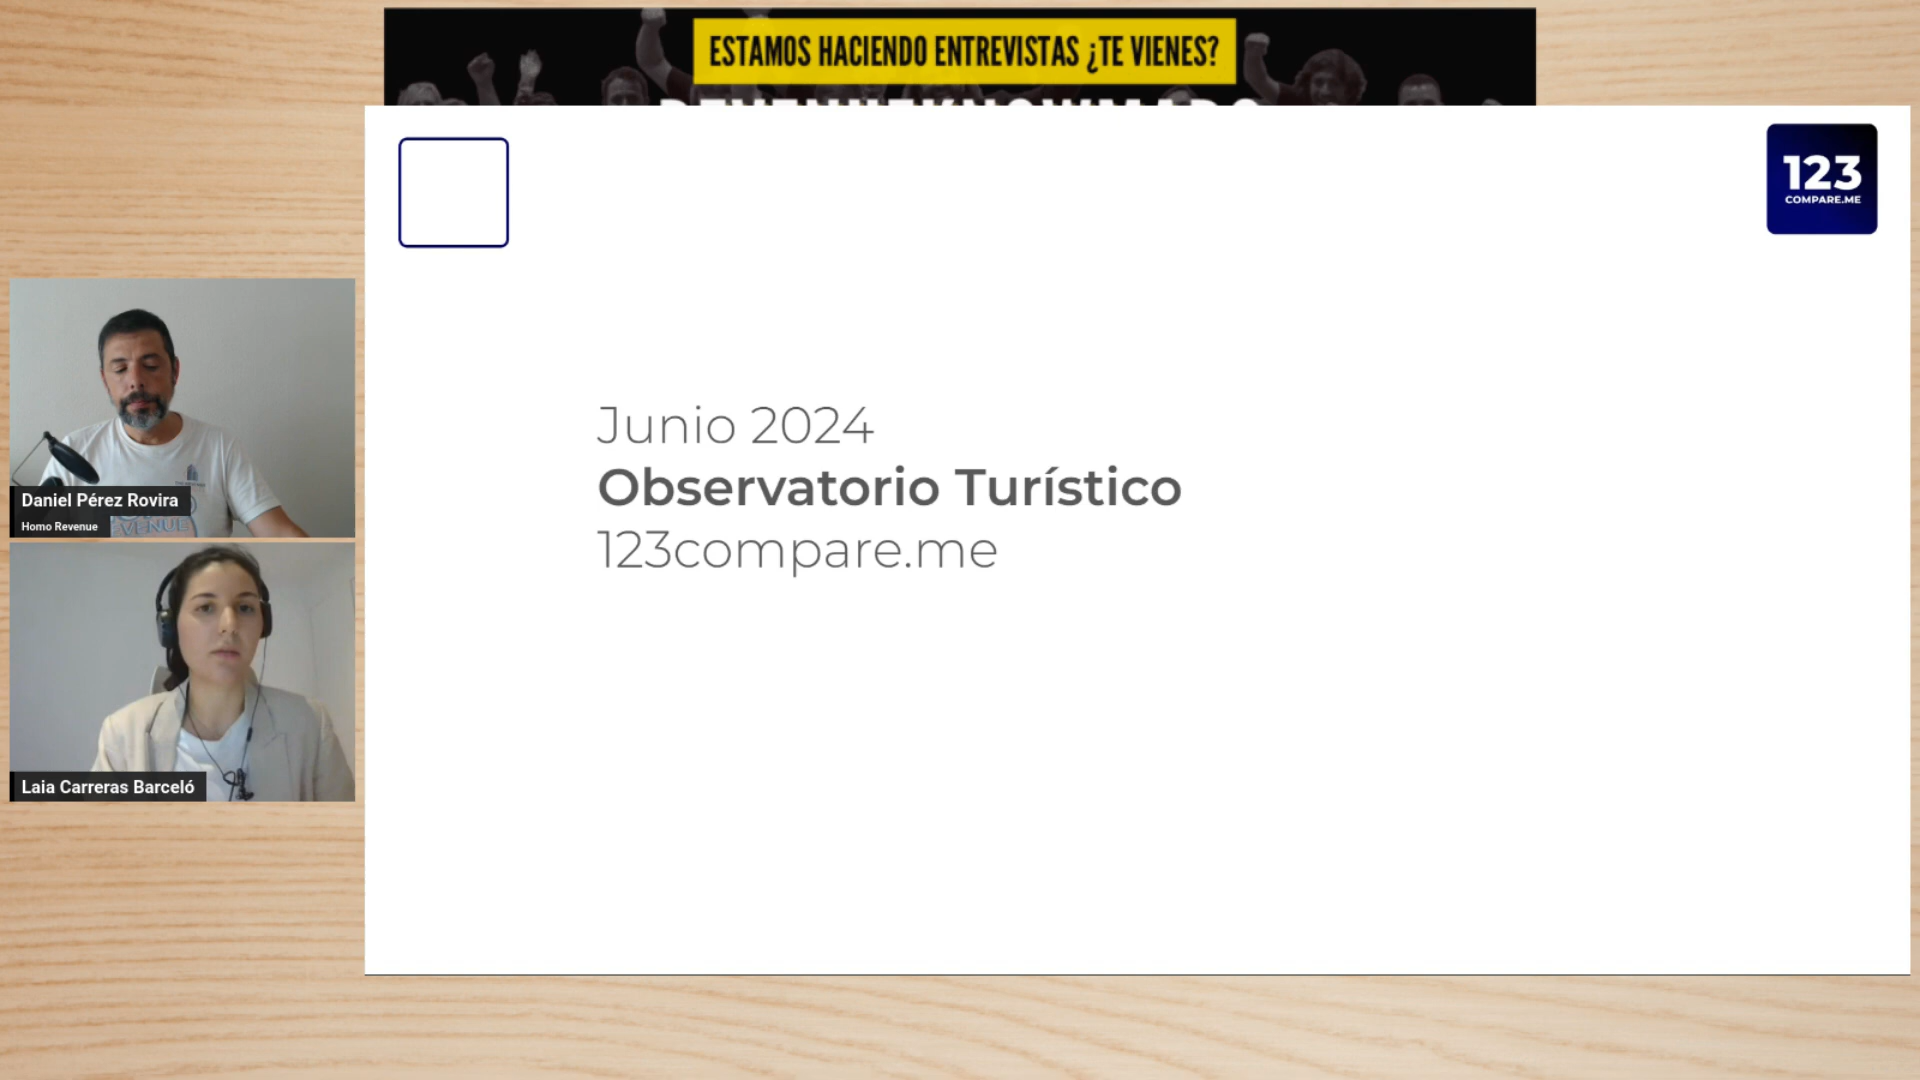 ESTAMOS HACIENDO ENTREVISTAS ¿TE VIENES?
123
COMPARE.ME
Junio 2024
Observatorio Turístico
123compare.me
Daniel Pérez Rovira
Homo Revenue
Laia Carreras Barceló